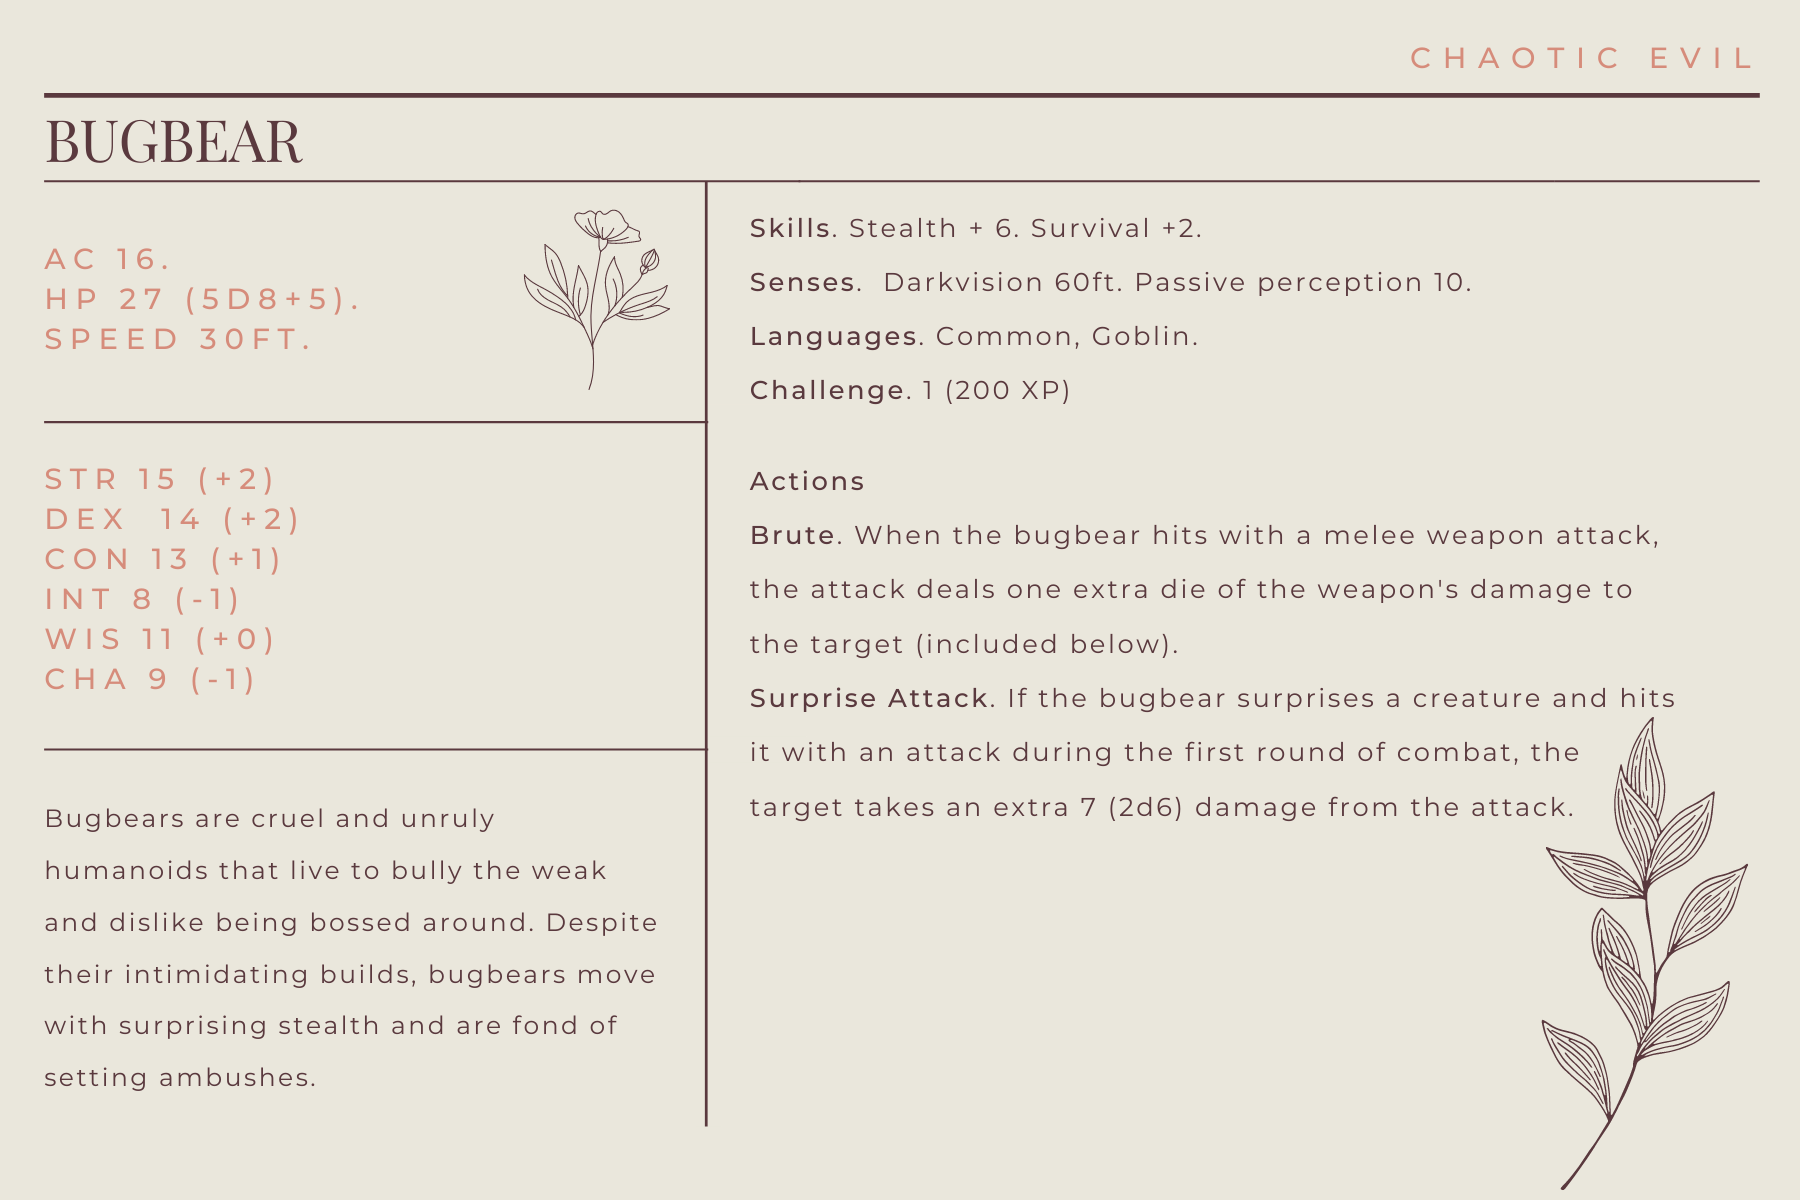 CHAOTIC EVIL
BUGBEAR
AC 16.
HP 27 (5D8+5).
SPEED 30FT.
STR 15 (+2)
DEX 14 (+2)
CON 13 (+1)
INT 8 (-1)
WIS 11 (+0)
CHA 9 (-1)
Bugbears are cruel and unruly
humanoids that live to bully the weak
and dislike being bossed around. Despite
their intimidating builds, bugbears move
with surprising stealth and are fond of
setting ambushes.
Skills. Stealth + 6. Survival +2.
Senses. Darkvision 60ft. Passive perception 10.
Languages. Common, Goblin.
Challenge. 1 (200 XP)
Actions
Brute. When the bugbear hits with a melee weapon attack,
the attack deals one extra die of the weapon's damage to
the target (included below).
Surprise Attack. If the bugbear surprises a creature and hits
it with an attack during the first round of combat, the
target takes an extra 7 (2d6) damage from the attack.